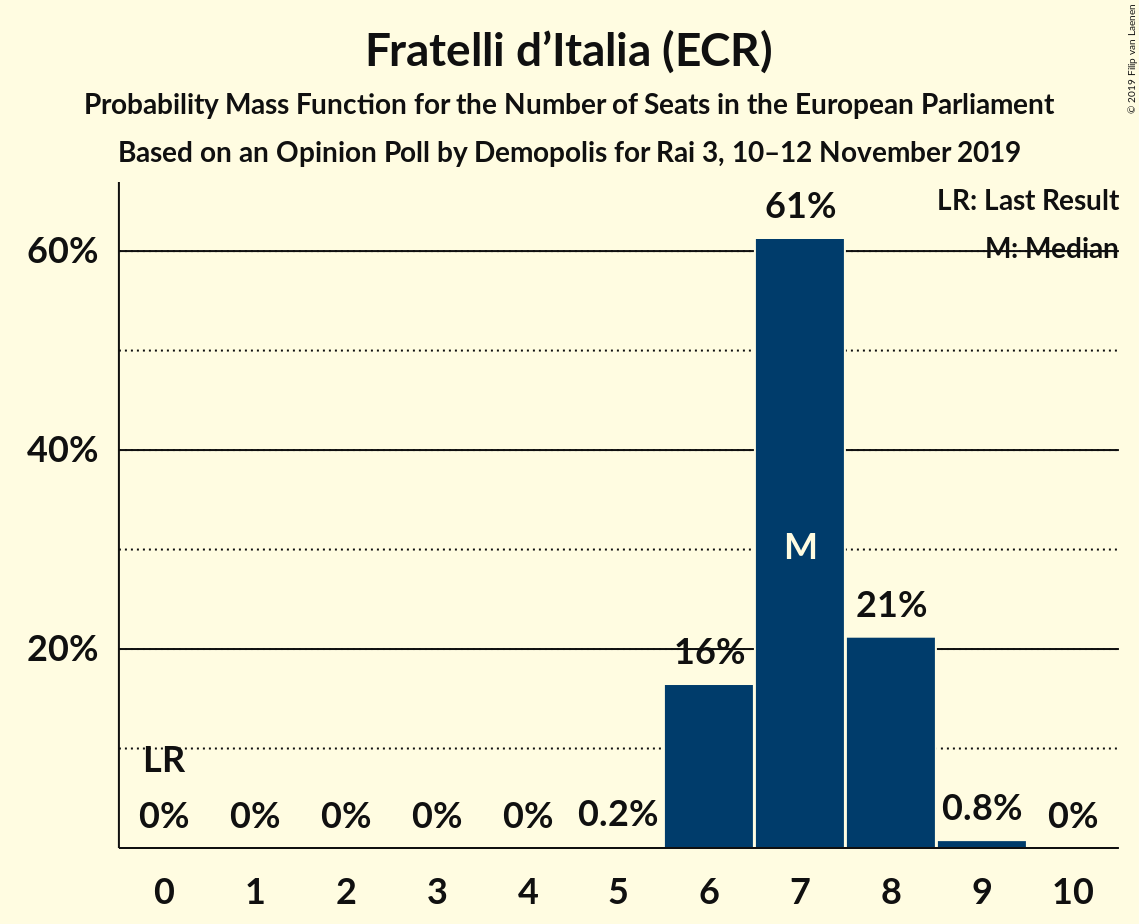 © 2019 Filip van Laenen
Fratelli d’Italia (ECR)
Probability Mass Function for the Number of Seats in the European Parliament
Based on an Opinion Poll by Demopolis for Rai 3, 10–12 November 2019
LR: Last Result
M: Median
61%
60%
40%
M
21%
20%
16%
LR
0% 0% 0% 0% 0% 0.2% 0.8% 0%
0 1 2 3 4 5 6 7 8 9 10